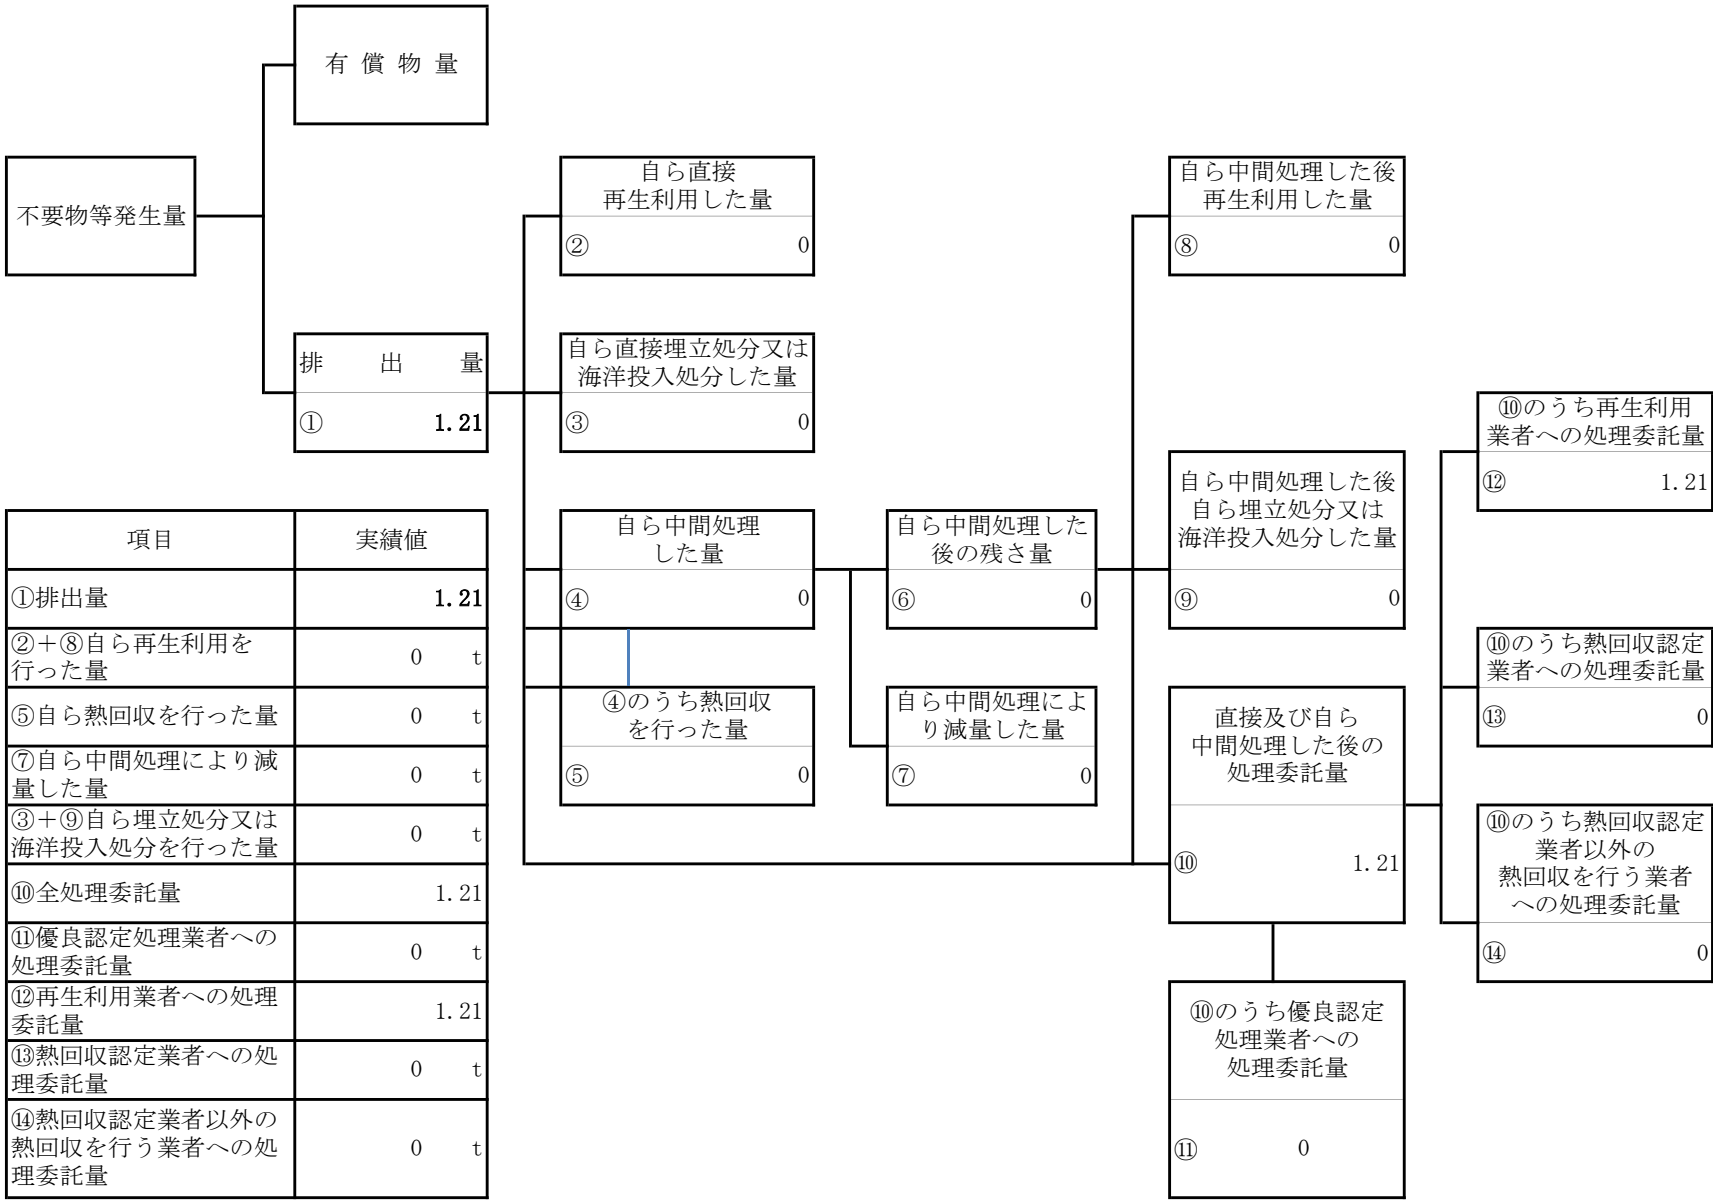 有償物量
不要物等発生量
排出量
① 1.21
自ら直接
再生利用した量
② 0
自ら直接埋立処分又は
海洋投入処分した量
③ 0
自ら中間処理
した量
④ 0
④のうち熱回収
を行った量
⑤ 0
自ら中間処理した
後の残さ量
⑥ 0
自ら中間処理によ
り減量した量
⑦ 0
自ら中間処理した後
再生利用した量
⑧ 0
自ら中間処理した後
自ら埋立処分又は
海洋投入処分した量
⑨ 0
直接及び自ら
中間処理した後の
処理委託量
⑩ 1.21
⑩のうち優良認定
処理業者への
処理委託量
⑪ 0
⑩のうち再生利用
業者への処理委託量
⑫ 1.21
⑩のうち熱回収認定
業者への処理委託量
⑬ 0
⑩のうち熱回収認定
業者以外の
熱回収を行う業者
への処理委託量
⑭ 0
項目 実績値
①排出量 1.21
②＋⑧自ら再生利用を
行った量 0 t
⑤自ら熱回収を行った量 0 t
⑦自ら中間処理により減
量した量 0 t
③＋⑨自ら埋立処分又は
海洋投入処分を行った量 0 t
⑩全処理委託量 1.21
⑪優良認定処理業者への
処理委託量 0 t
⑫再生利用業者への処理
委託量 1.21
⑬熱回収認定業者への処
理委託量 0 t
⑭熱回収認定業者以外の
熱回収を行う業者への処
理委託量 0 t